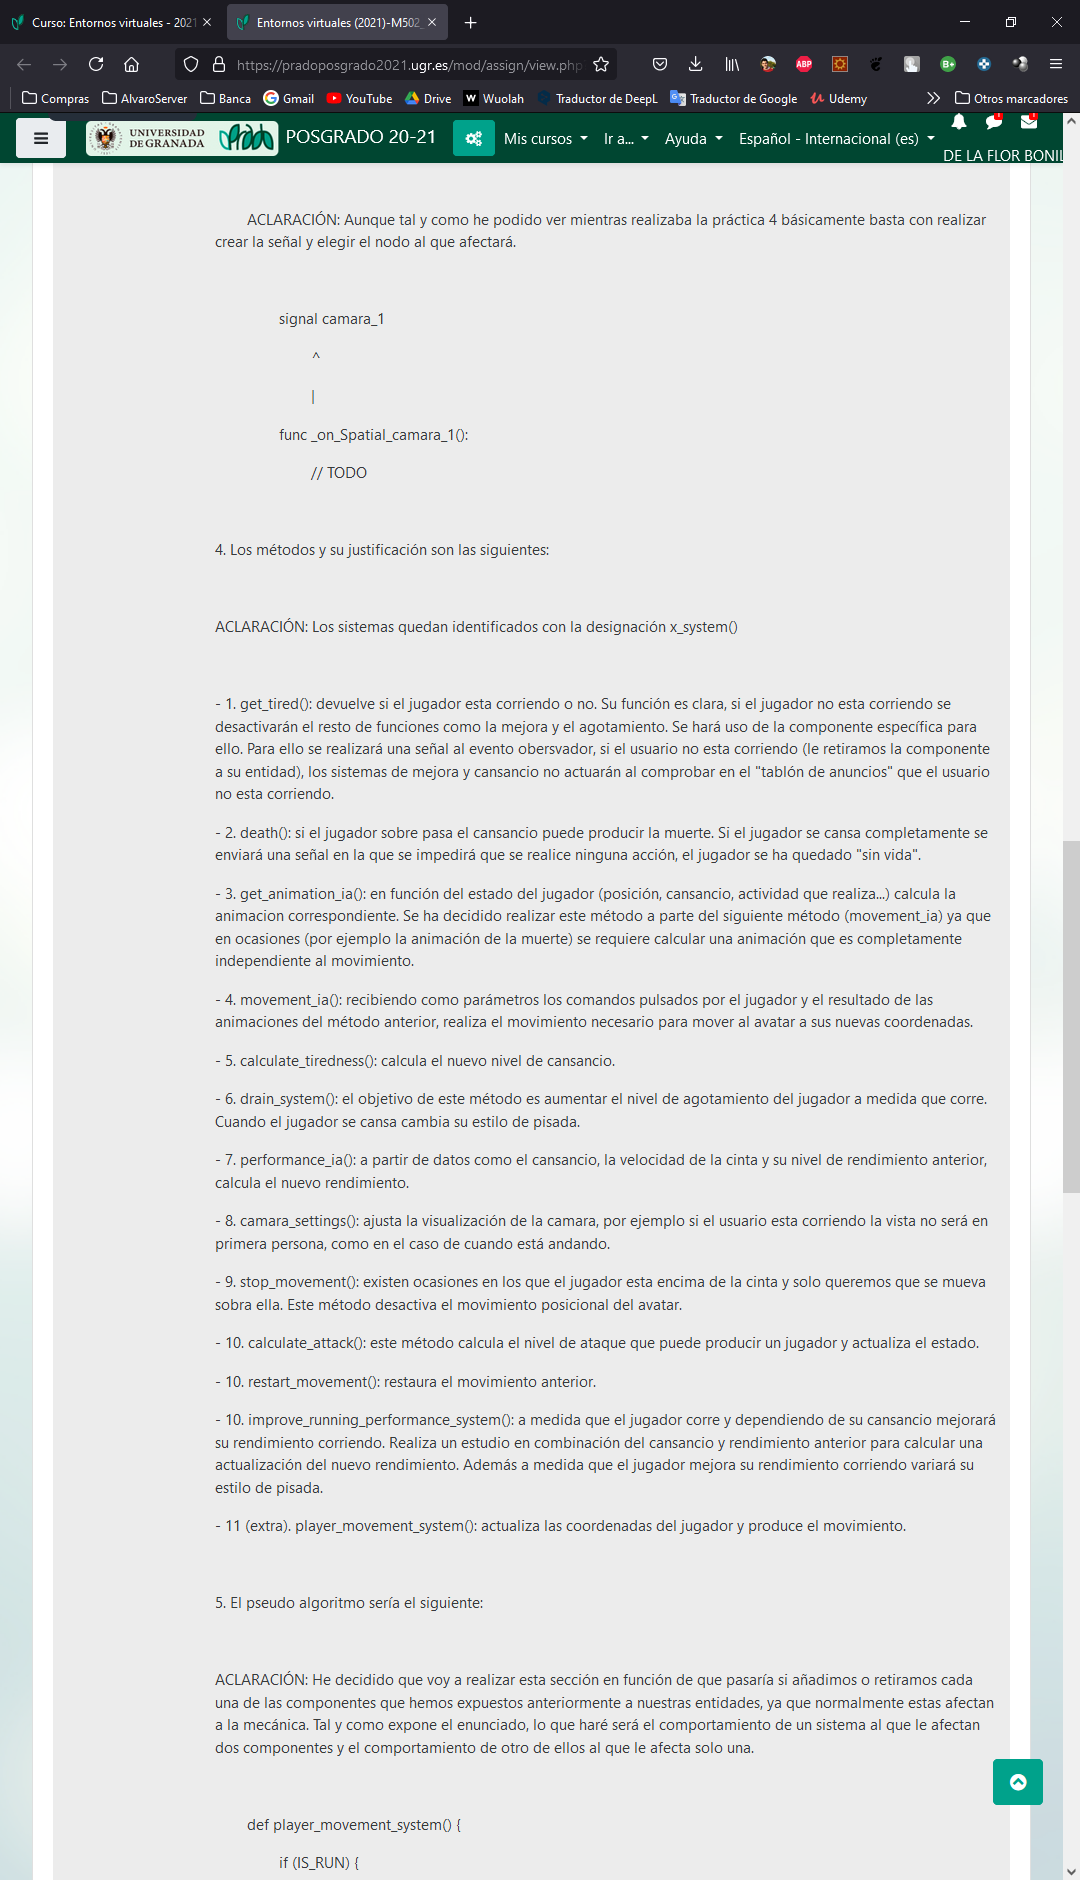 Curso: Entornos virtuales - 2021
Entornos virtuales (2021)-M502_
https://pradoposgrado2021.ugr.es/mod/assign/view.php
ABP
B+
Compras
AlvaroServer
Banca
Gmail
YouTube
Drive
W Wuolah
Traductor de DeepL
Traductor de Google
Udemy
Otros marcadores
UNIVERSIDAD
DE GRANADA
POSGRADO 20-21
Mis cursos
Ir a...
Ayuda
Español - Internacional (es)
DE LA FLOR BONIL
ACLARACIÓN: Aunque tal y como he podido ver mientras realizaba la práctica 4 básicamente basta con realizar
crear la señal y elegir el nodo al que afectará.
signal camara_1
^
|
func _on_Spatial_camara_1():
// TODO
4. Los métodos y su justificación son las siguientes:
ACLARACIÓN: Los sistemas quedan identificados con la designación x_system()
- 1. get_tired(): devuelve si el jugador esta corriendo o no. Su función es clara, si el jugador no esta corriendo se
desactivarán el resto de funciones como la mejora y el agotamiento. Se hará uso de la componente específica para
ello. Para ello se realizará una señal al evento obersvador, si el usuario no esta corriendo (le retiramos la componente
a su entidad), los sistemas de mejora y cansancio no actuarán al comprobar en el "tablón de anuncios" que el usuario
no esta corriendo.
- 2. death(): si el jugador sobre pasa el cansancio puede producir la muerte. Si el jugador se cansa completamente se
enviará una señal en la que se impedirá que se realice ninguna acción, el jugador se ha quedado "sin vida".
- 3. get_animation_ia(): en función del estado del jugador (posición, cansancio, actividad que realiza...) calcula la
animacion correspondiente. Se ha decidido realizar este método a parte del siguiente método (movement_ia) ya que
en ocasiones (por ejemplo la animación de la muerte) se requiere calcular una animación que es completamente
independiente al movimiento.
- 4. movement_ia(): recibiendo como parámetros los comandos pulsados por el jugador y el resultado de las
animaciones del método anterior, realiza el movimiento necesario para mover al avatar a sus nuevas coordenadas.
- 5. calculate_tiredness(): calcula el nuevo nivel de cansancio.
- 6. drain_system(): el objetivo de este método es aumentar el nivel de agotamiento del jugador a medida que corre.
Cuando el jugador se cansa cambia su estilo de pisada.
- 7. performance_ia(): a partir de datos como el cansancio, la velocidad de la cinta y su nivel de rendimiento anterior,
calcula el nuevo rendimiento.
- 8. camara_settings(): ajusta la visualización de la camara, por ejemplo si el usuario esta corriendo la vista no será en
primera persona, como en el caso de cuando está andando.
- 9. stop_movement(): existen ocasiones en los que el jugador esta encima de la cinta y solo queremos que se mueva
sobra ella. Este método desactiva el movimiento posicional del avatar.
- 10. calculate_attack(): este método calcula el nivel de ataque que puede producir un jugador y actualiza el estado.
- 10. restart_movement(): restaura el movimiento anterior.
- 10. improve_running_performance_system(): a medida que el jugador corre y dependiendo de su cansancio mejorará
su rendimiento corriendo. Realiza un estudio en combinación del cansancio y rendimiento anterior para calcular una
actualización del nuevo rendimiento. Además a medida que el jugador mejora su rendimiento corriendo variará su
estilo de pisada.
- 11 (extra). player_movement_system(): actualiza las coordenadas del jugador y produce el movimiento.
5. El pseudo algoritmo sería el siguiente:
ACLARACIÓN: He decidido que voy a realizar esta sección en función de que pasaría si añadimos o retiramos cada
una de las componentes que hemos expuestos anteriormente a nuestras entidades, ya que normalmente estas afectan
a la mecánica. Tal y como expone el enunciado, lo que haré será el comportamiento de un sistema al que le afectan
dos componentes y el comportamiento de otro de ellos al que le afecta solo una.
def player_movement_system() {
if (IS_RUN) {